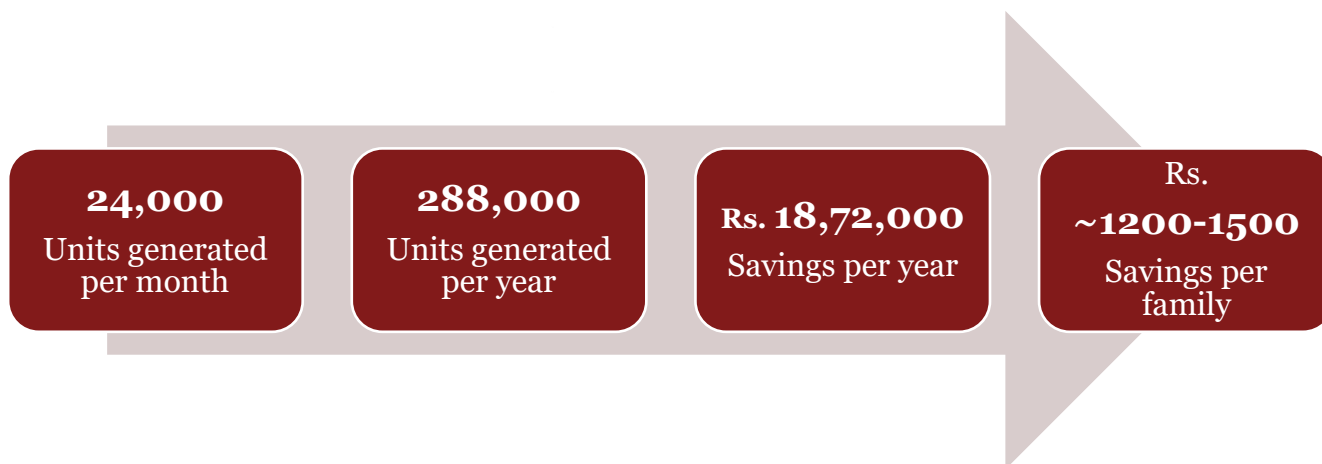 24,000
Units generated
per month
288,000
Units generated
per year
Rs. 18,72,000
Savings per year
Rs.
~1200-1500
Savings per
family